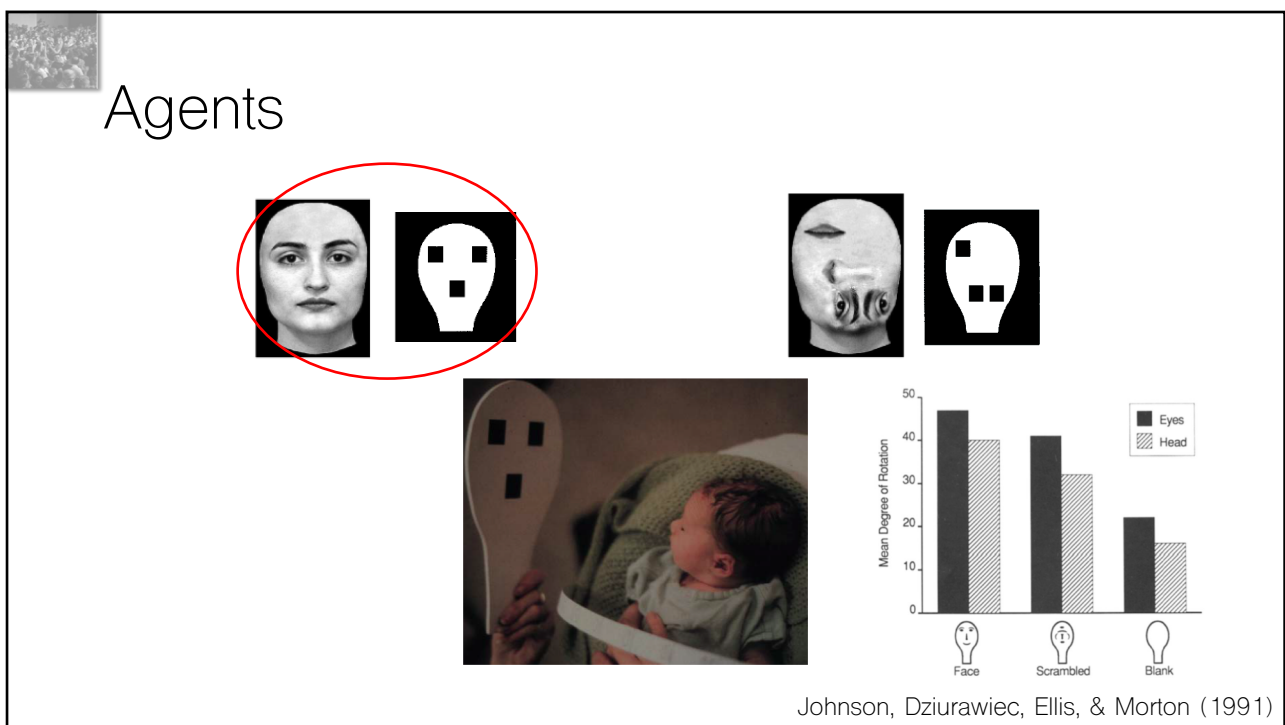 Agents
50
40
30
20
10
0
Mean Degree of Rotation
Eyes
Head
Face
Scrambled
Blank
Johnson, Dziurawiec, Ellis, & Morton (1991)